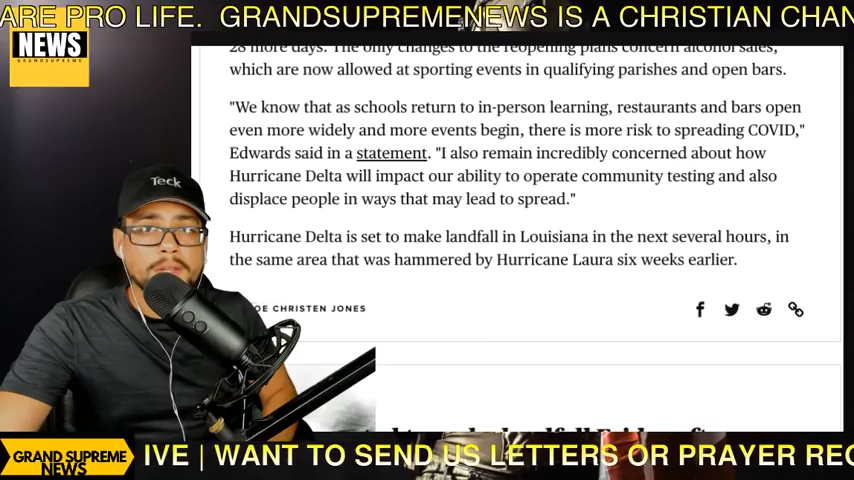 ARE PRO LIFE. GRANDSUPREMENEWS IS A CHRISTIAN CHAN
NEWS
GRANDSUPREME
28 more days. The only changes to the reopening plans concern alcohol sales,
which are now allowed at sporting events in qualifying parishes and open bars.
"We know that as schools return to in-person learning, restaurants and bars open
even more widely and more events begin, there is more risk to spreading COVID,"
Edwards said in a statement. "I also remain incredibly concerned about how
Hurricane Delta will impact our ability to operate community testing and also
displace people in ways that may lead to spread."
Hurricane Delta is set to make landfall in Louisiana in the next several hours, in
the same area that was hammered by Hurricane Laura six weeks earlier.
Teck
OE CHRISTEN JONES
GRAND SUPREME
NEWS
IVE | WANT TO SEND US LETTERS OR PRAYER REQ